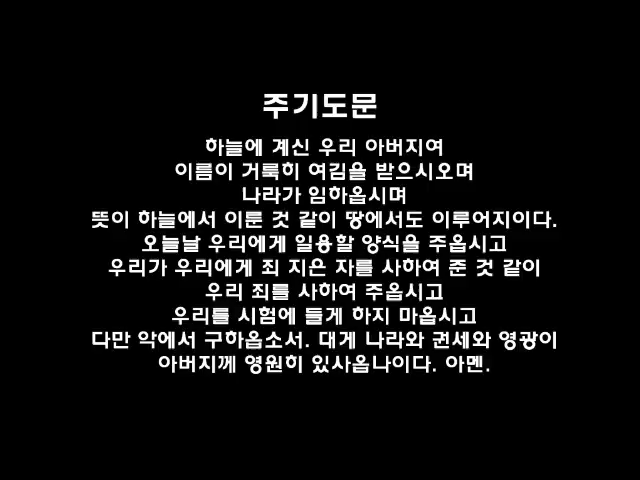 주기도문
하늘에 계신 우리 아버지여
이름이 거룩히 여김을 받으시오며
나라가 임하옵시며
뜻이 하늘에서 이룬 것 같이 땅에서도 이루어지이다.
오늘날 우리에게 일용할 양식을 주옵시고
우리가 우리에게 죄 지은 자를 사하여 준 것 같이
우리 죄를 사하여 주옵시고
우리를 시험에 들게 하지 마옵시고
다만 악에서 구하옵소서. 대게 나라와 권세와 영광이
아버지께 영원히 있사옵나이다. 아멘.